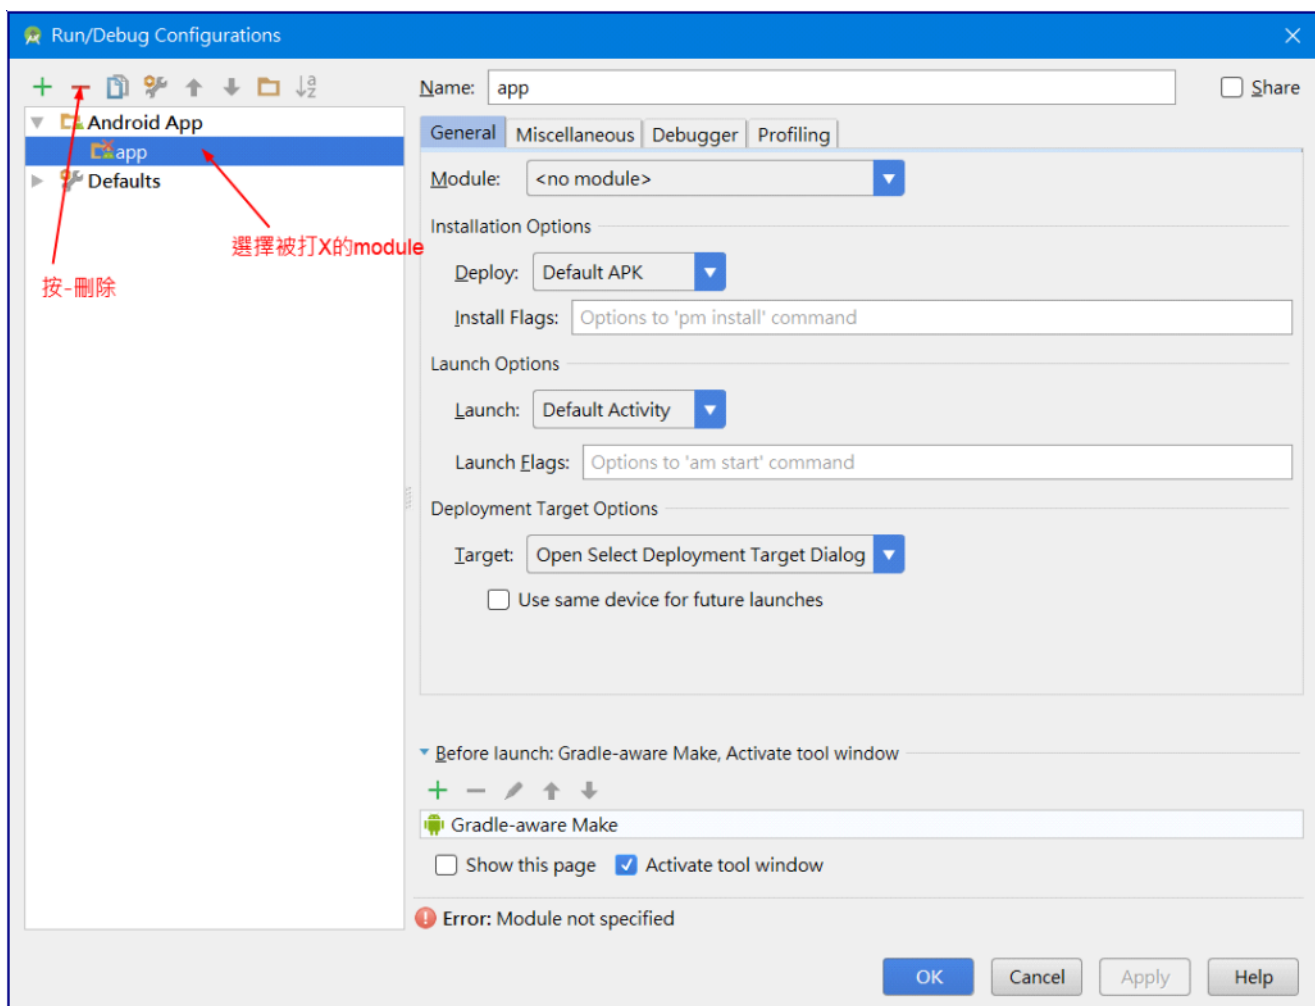 Run/Debug Configurations
Name: app
Share
Android App
app
Defaults
選擇被打X的module
按-刪除
General Miscellaneous Debugger Profiling
Module: <no module>
Installation Options
Deploy: Default APK
Install Flags: Options to 'pm install' command
Launch Options
Launch: Default Activity
Launch Flags: Options to 'am start' command
Deployment Target Options
Target: Open Select Deployment Target Dialog
Use same device for future launches
Before launch: Gradle-aware Make, Activate tool window
Gradle-aware Make
Show this page Activate tool window
Error: Module not specified
OK Cancel Apply Help